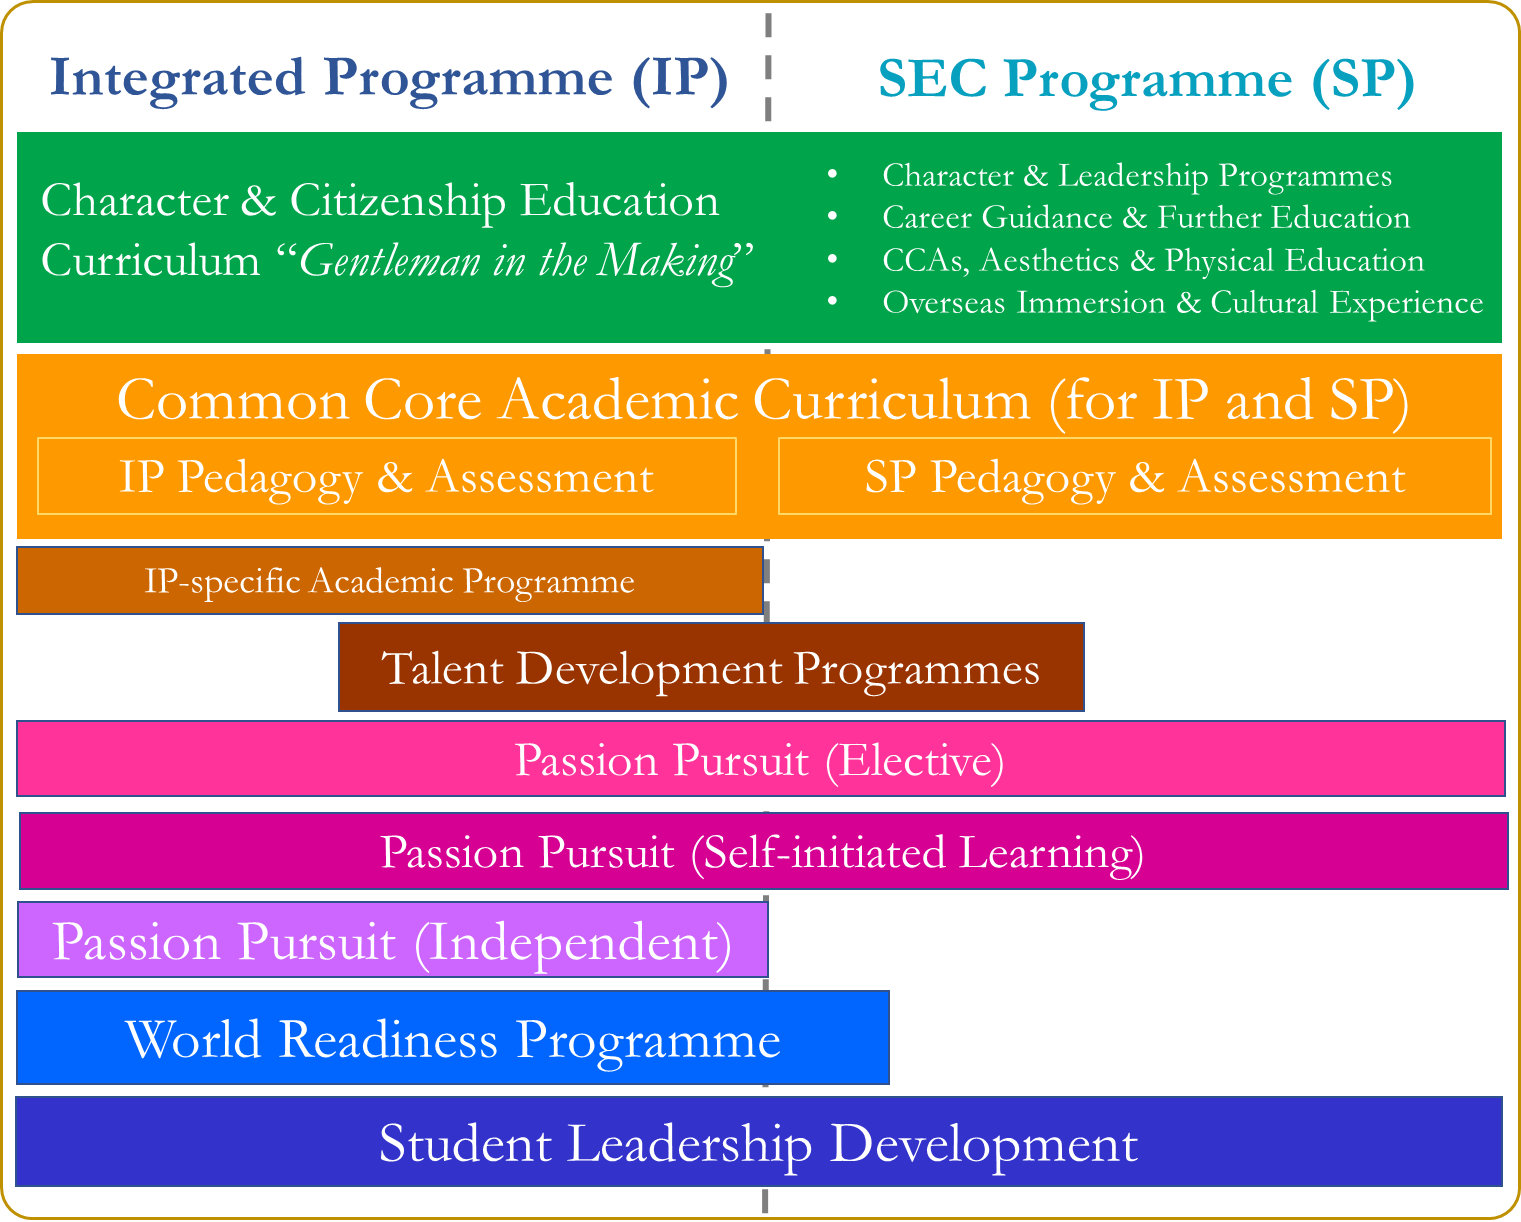 Integrated Programme (IP)
SEC Programme (SP)
Character & Citizenship Education
Curriculum “Gentleman in the Making”
• Character & Leadership Programmes
• Career Guidance & Further Education
• CCAs, Aesthetics & Physical Education
• Overseas Immersion & Cultural Experience
Common Core Academic Curriculum (for IP and SP)
IP Pedagogy & Assessment
SP Pedagogy & Assessment
IP-specific Academic Programme
Talent Development Programmes
Passion Pursuit (Elective)
Passion Pursuit (Self-initiated Learning)
Passion Pursuit (Independent)
World Readiness Programme
Student Leadership Development